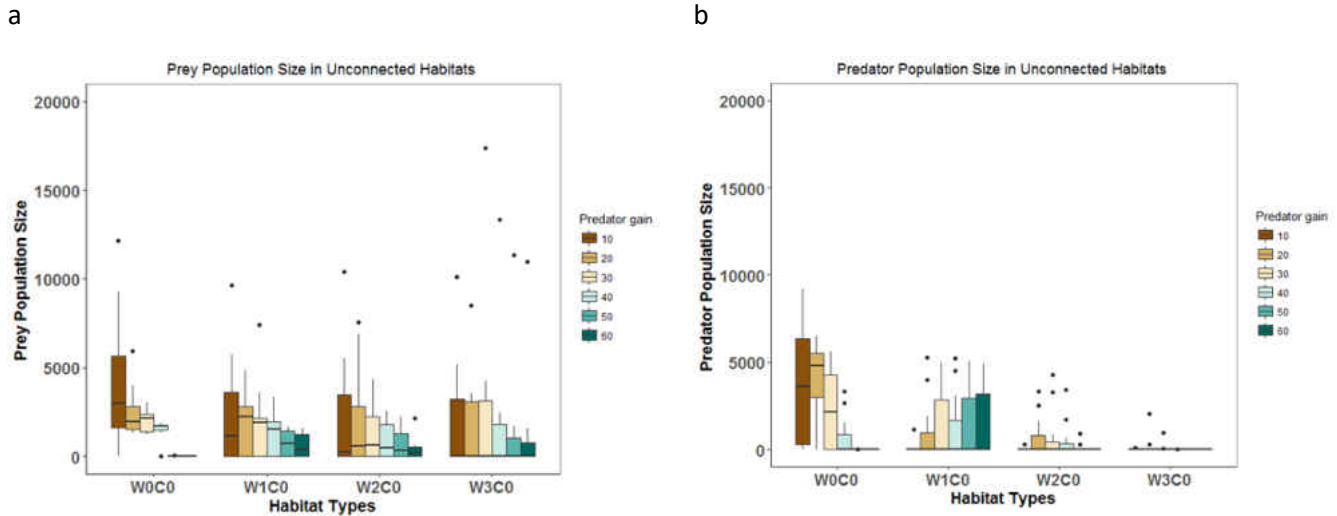 a
b
Prey Population Size in Unconnected Habitats
20000
15000
10000
5000
0
Prey Population Size
W0C0 W1C0 W2C0 W3C0
Habitat Types
Predator gain
10
20
30
40
50
60
Predator Population Size in Unconnected Habitats
20000
15000
10000
5000
0
Predator Population Size
W0C0 W1C0 W2C0 W3C0
Habitat Types
Predator gain
10
20
30
40
50
60